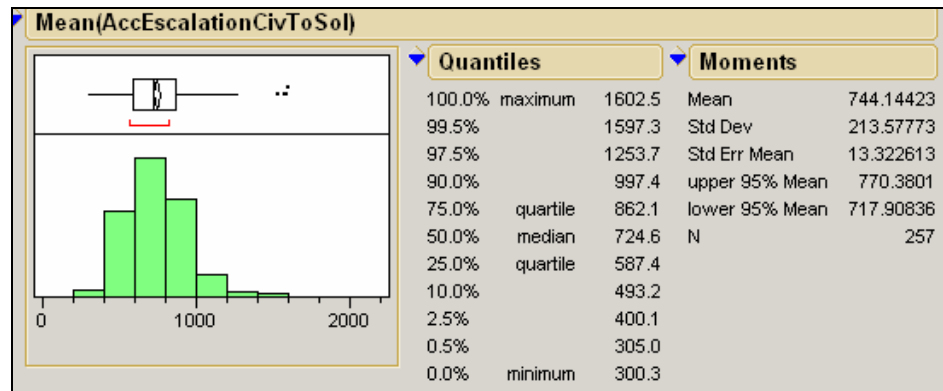 Mean(AccEscalationCivToSol)
0 1000 2000
Quantiles
100.0% maximum 1602.5
99.5% 1597.3
97.5% 1253.7
90.0% 997.4
75.0% quartile 862.1
50.0% median 724.6
25.0% quartile 587.4
10.0% 493.2
2.5% 400.1
0.5% 305.0
0.0% minimum 300.3
Moments
Mean 744.14423
Std Dev 213.57773
Std Err Mean 13.322613
upper 95% Mean 770.3801
lower 95% Mean 717.90836
N 257